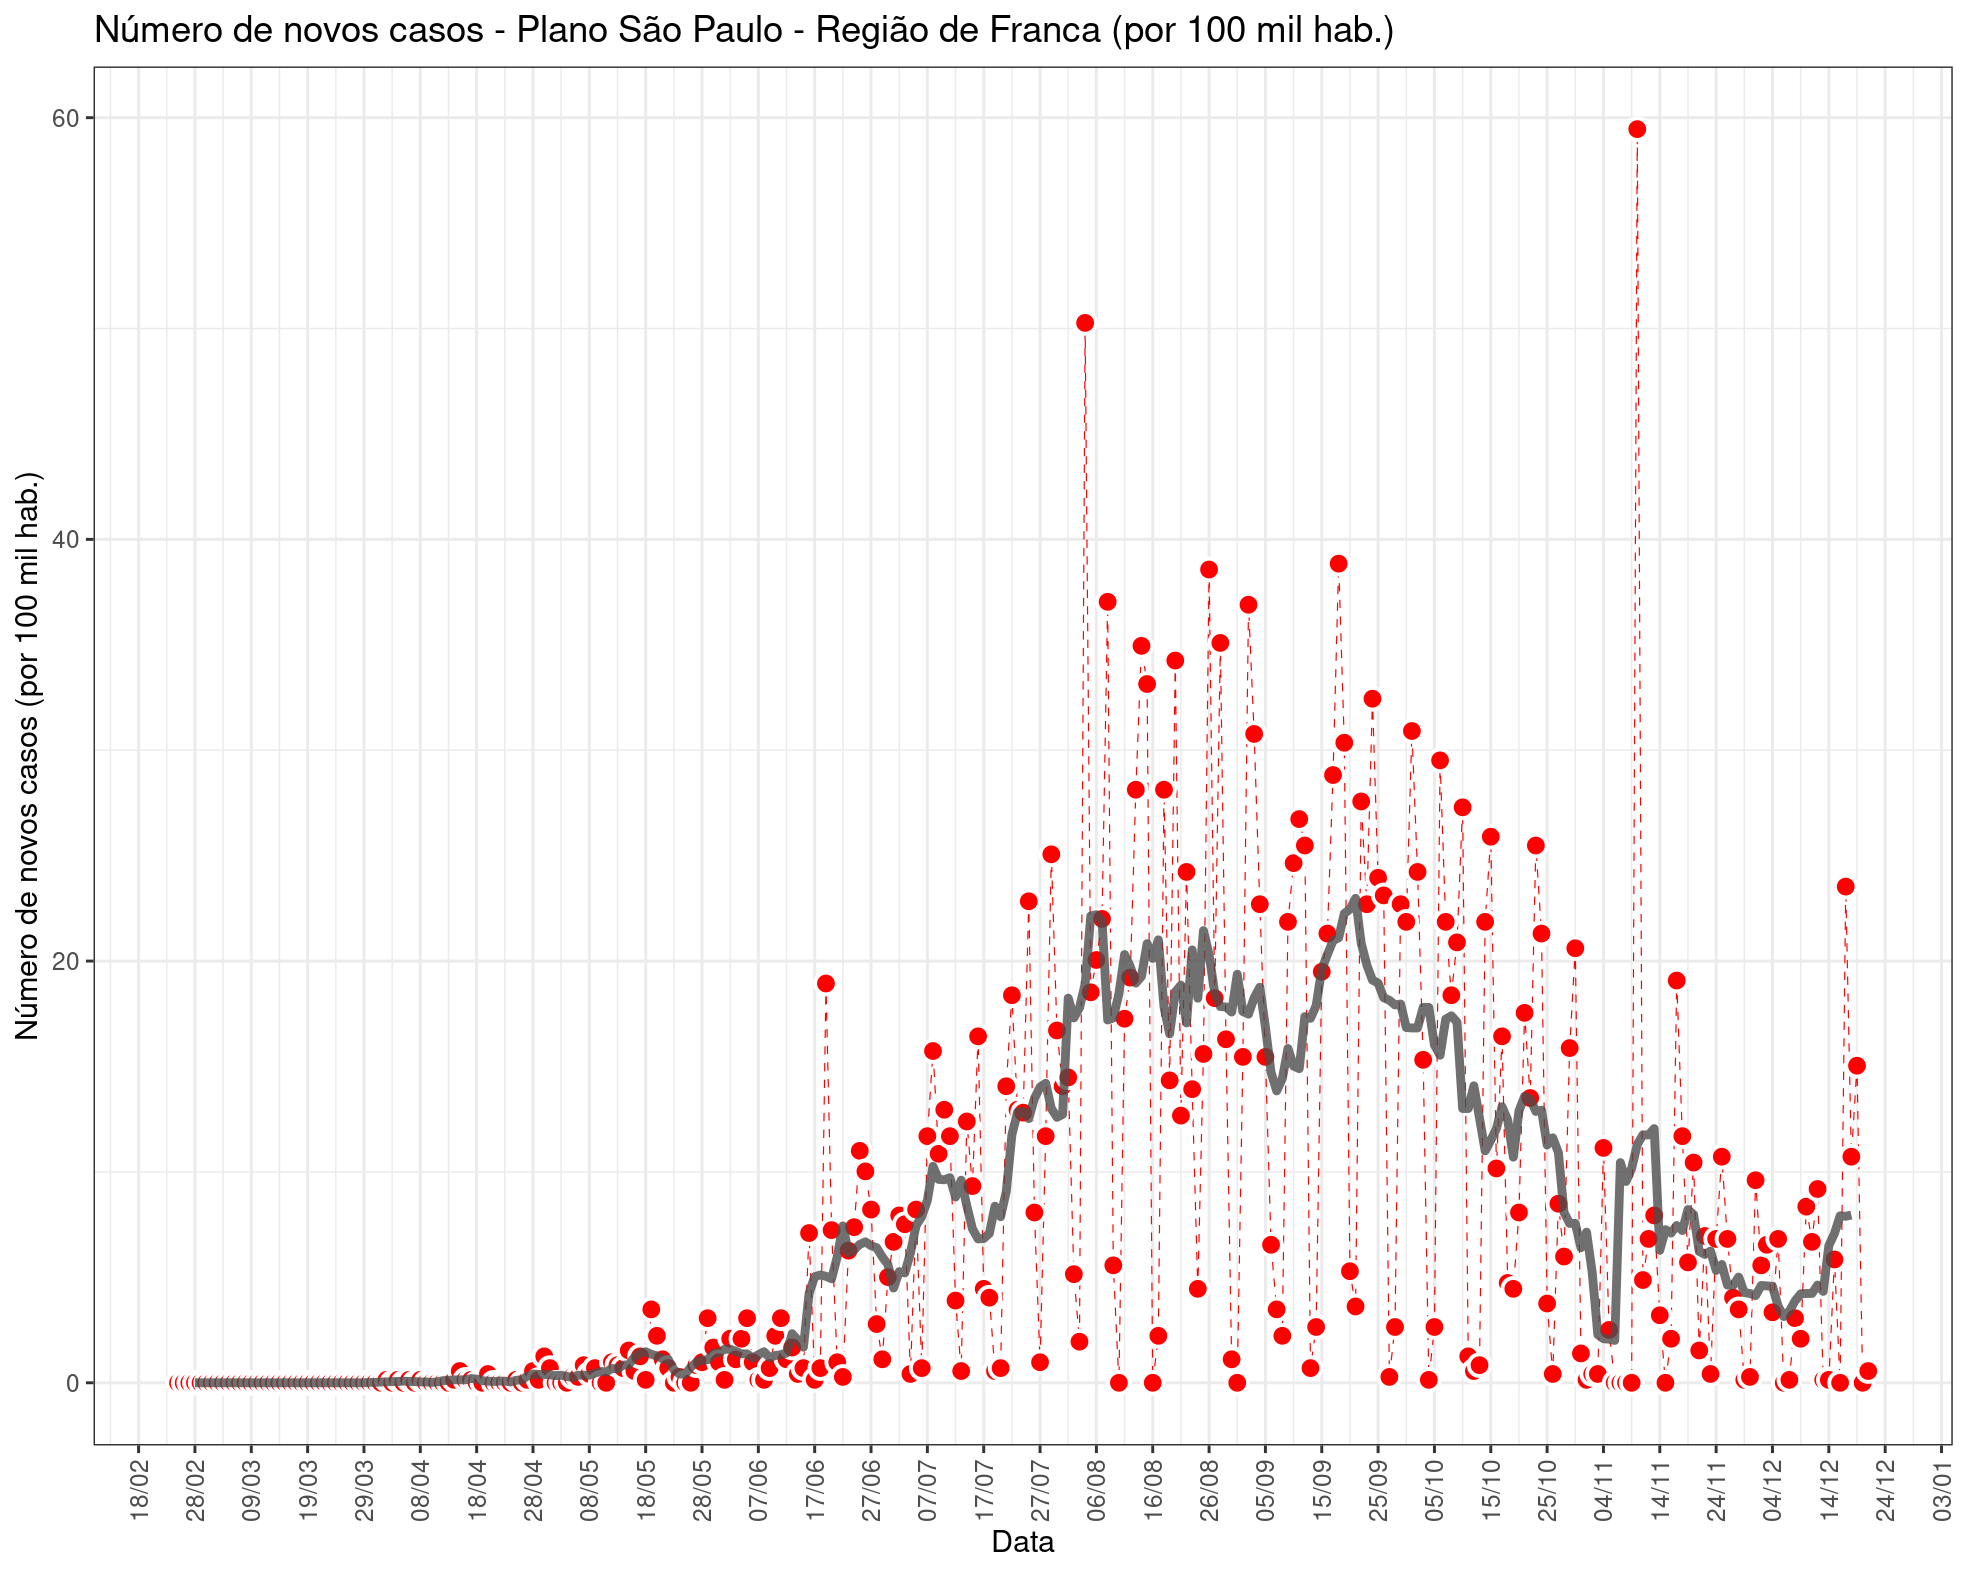 Número de novos casos - Plano São Paulo - Região de Franca (por 100 mil hab.)
Número de novos casos (por 100 mil hab.)
60
40
20
0
18/02 28/02 09/03 19/03 29/03 08/04 18/04 28/04 08/05 18/05 28/05 07/06 17/06 27/06 07/07 17/07 27/07 06/08 16/08 26/08 05/09 15/09 25/09 05/10 15/10 25/10 04/11 14/11 24/11 04/12 14/12 24/12 03/01
Data